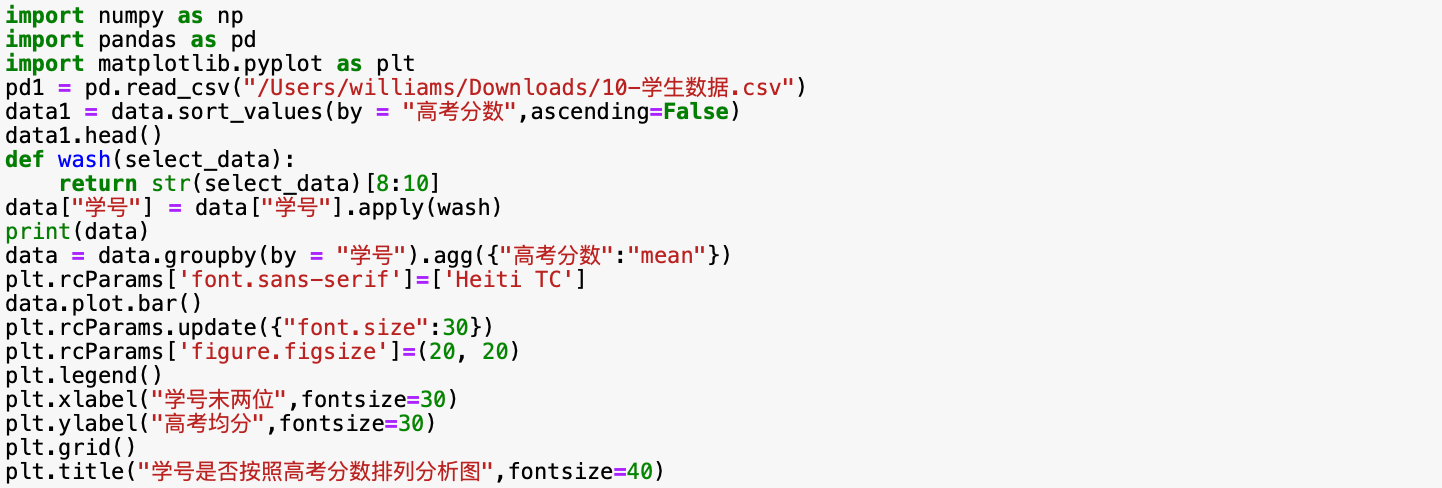 import numpy as np
import pandas as pd
import matplotlib.pyplot as plt
pd1 = pd.read_csv("/Users/williams/Downloads/10-学生数据.csv")
data1 = data.sort_values(by = "高考分数",ascending=False)
data1.head()
def wash(select_data):
    return str(select_data)[8:10]
data["学号"] = data["学号"].apply(wash)
print(data)
data = data.groupby(by = "学号").agg({"高考分数":"mean"})
plt.rcParams['font.sans-serif']=['Heiti TC']
data.plot.bar()
plt.rcParams.update({"font.size":30})
plt.rcParams['figure.figsize']=(20, 20)
plt.legend()
plt.xlabel("学号末两位",fontsize=30)
plt.ylabel("高考均分",fontsize=30)
plt.grid()
plt.title("学号是否按照高考分数排列分析图",fontsize=40)